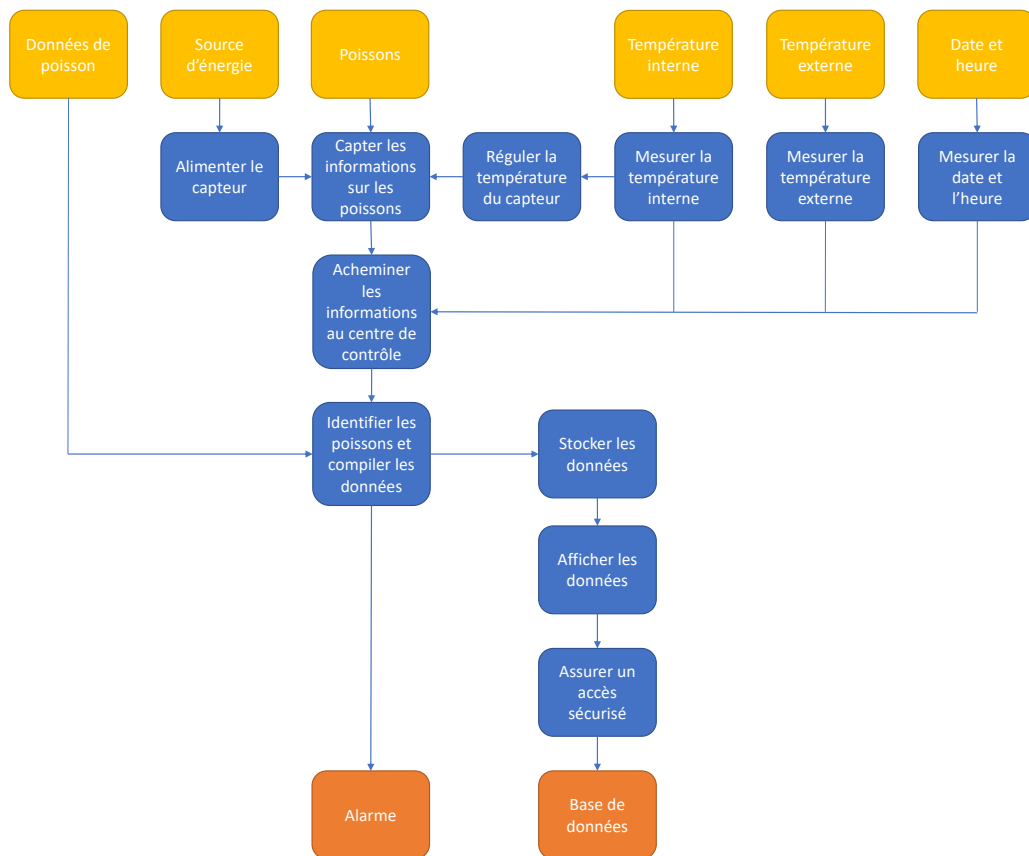 Données de
poisson
Source
d'énergie
Poissons
Température
interne
Température
externe
Date et
heure
Alimenter le
capteur
Capter les
informations
sur les
poissons
Réguler la
température
du capteur
Mesurer la
température
interne
Mesurer la
température
externe
Mesurer la
date et
l'heure
Acheminer
les
informations
au centre de
contrôle
Identifier les
poissons et
compiler les
données
Stocker les
données
Afficher les
données
Assurer un
accès
sécurisé
Alarme
Base de
données